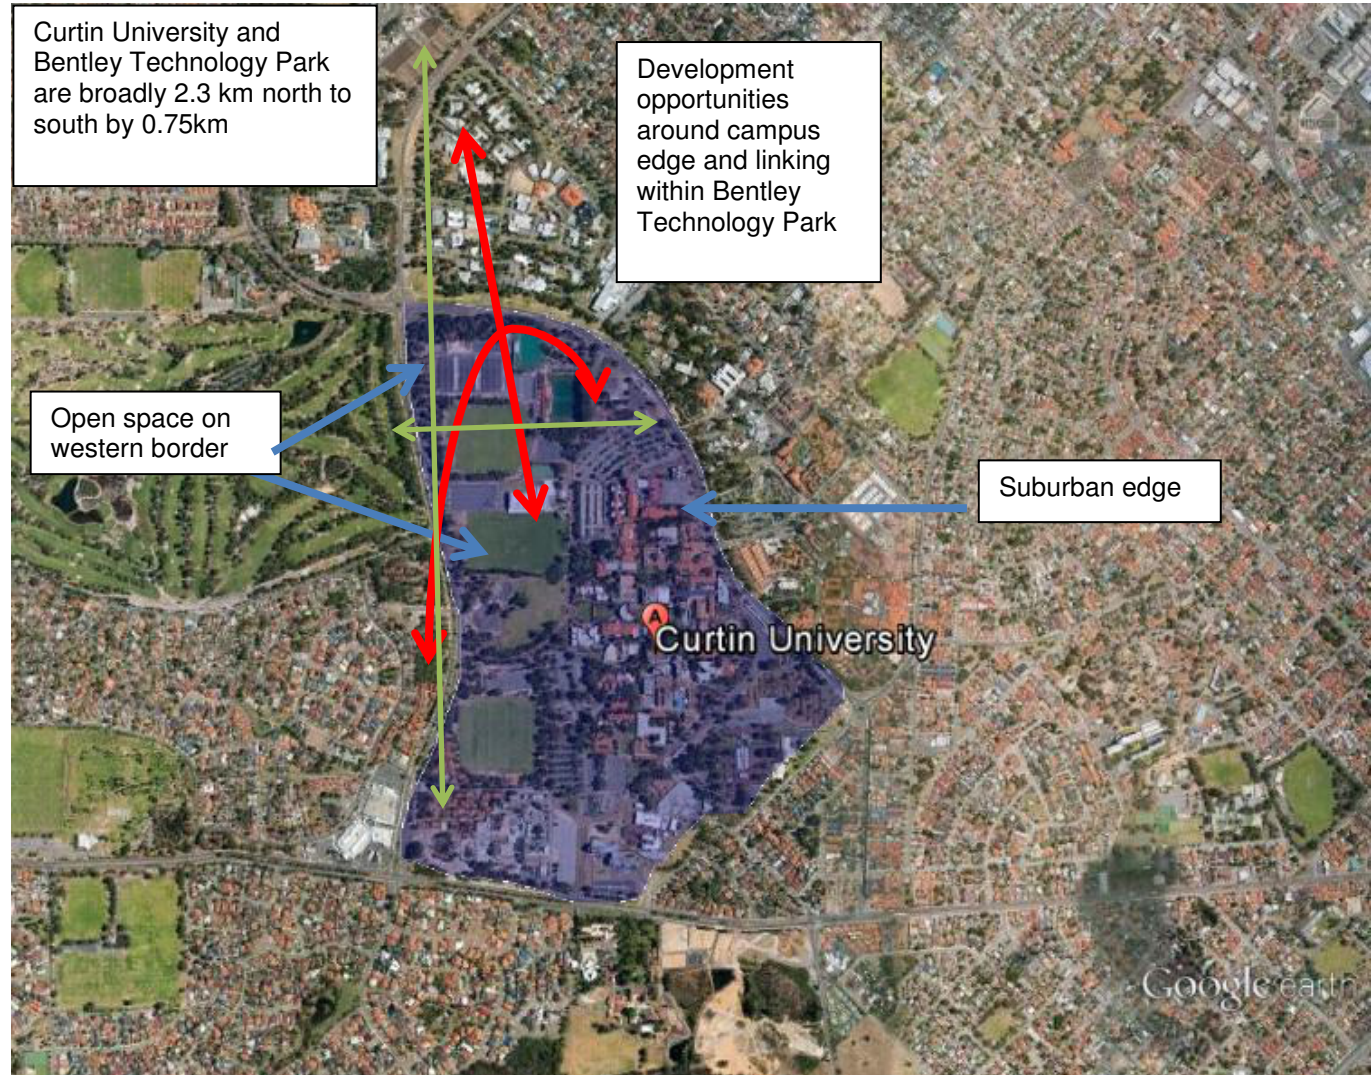 Curtin University and
Bentley Technology Park
are broadly 2.3 km north to
south by 0.75km
Development
opportunities
around campus
edge and linking
within Bentley
Technology Park
Open space on
western border
Suburban edge
A
Curtin University
Google earth